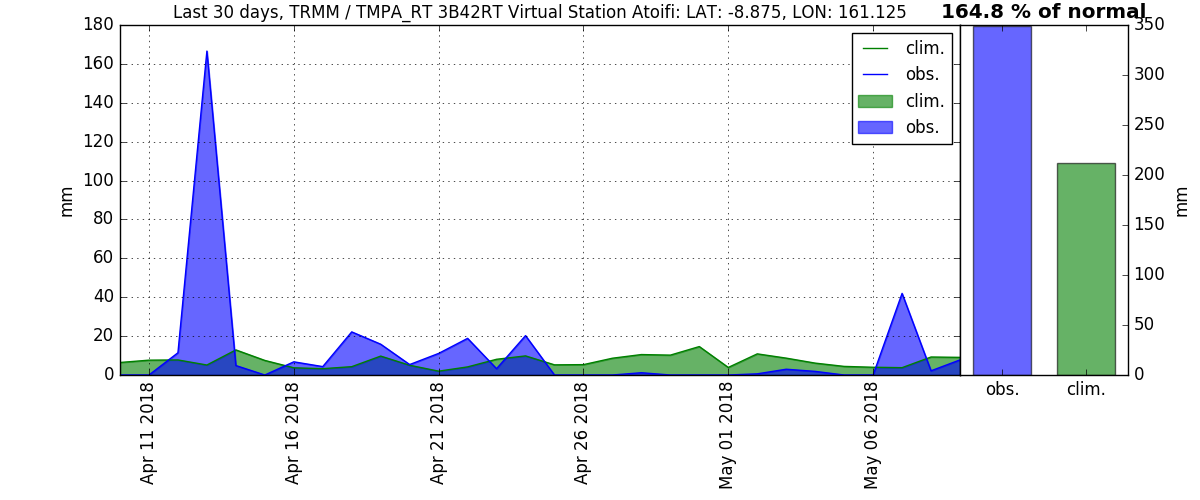 Last 30 days, TRMM / TMPA_RT 3B42RT Virtual Station Atoifi: LAT: -8.875, LON: 161.125
164.8 % of normal
180
160
140
120
100
80
60
40
20
0
mm
clim.
obs.
clim.
obs.
350
300
250
200
150
100
50
0
mm
obs.
clim.
Apr 11 2018
Apr 16 2018
Apr 21 2018
Apr 26 2018
May 01 2018
May 06 2018